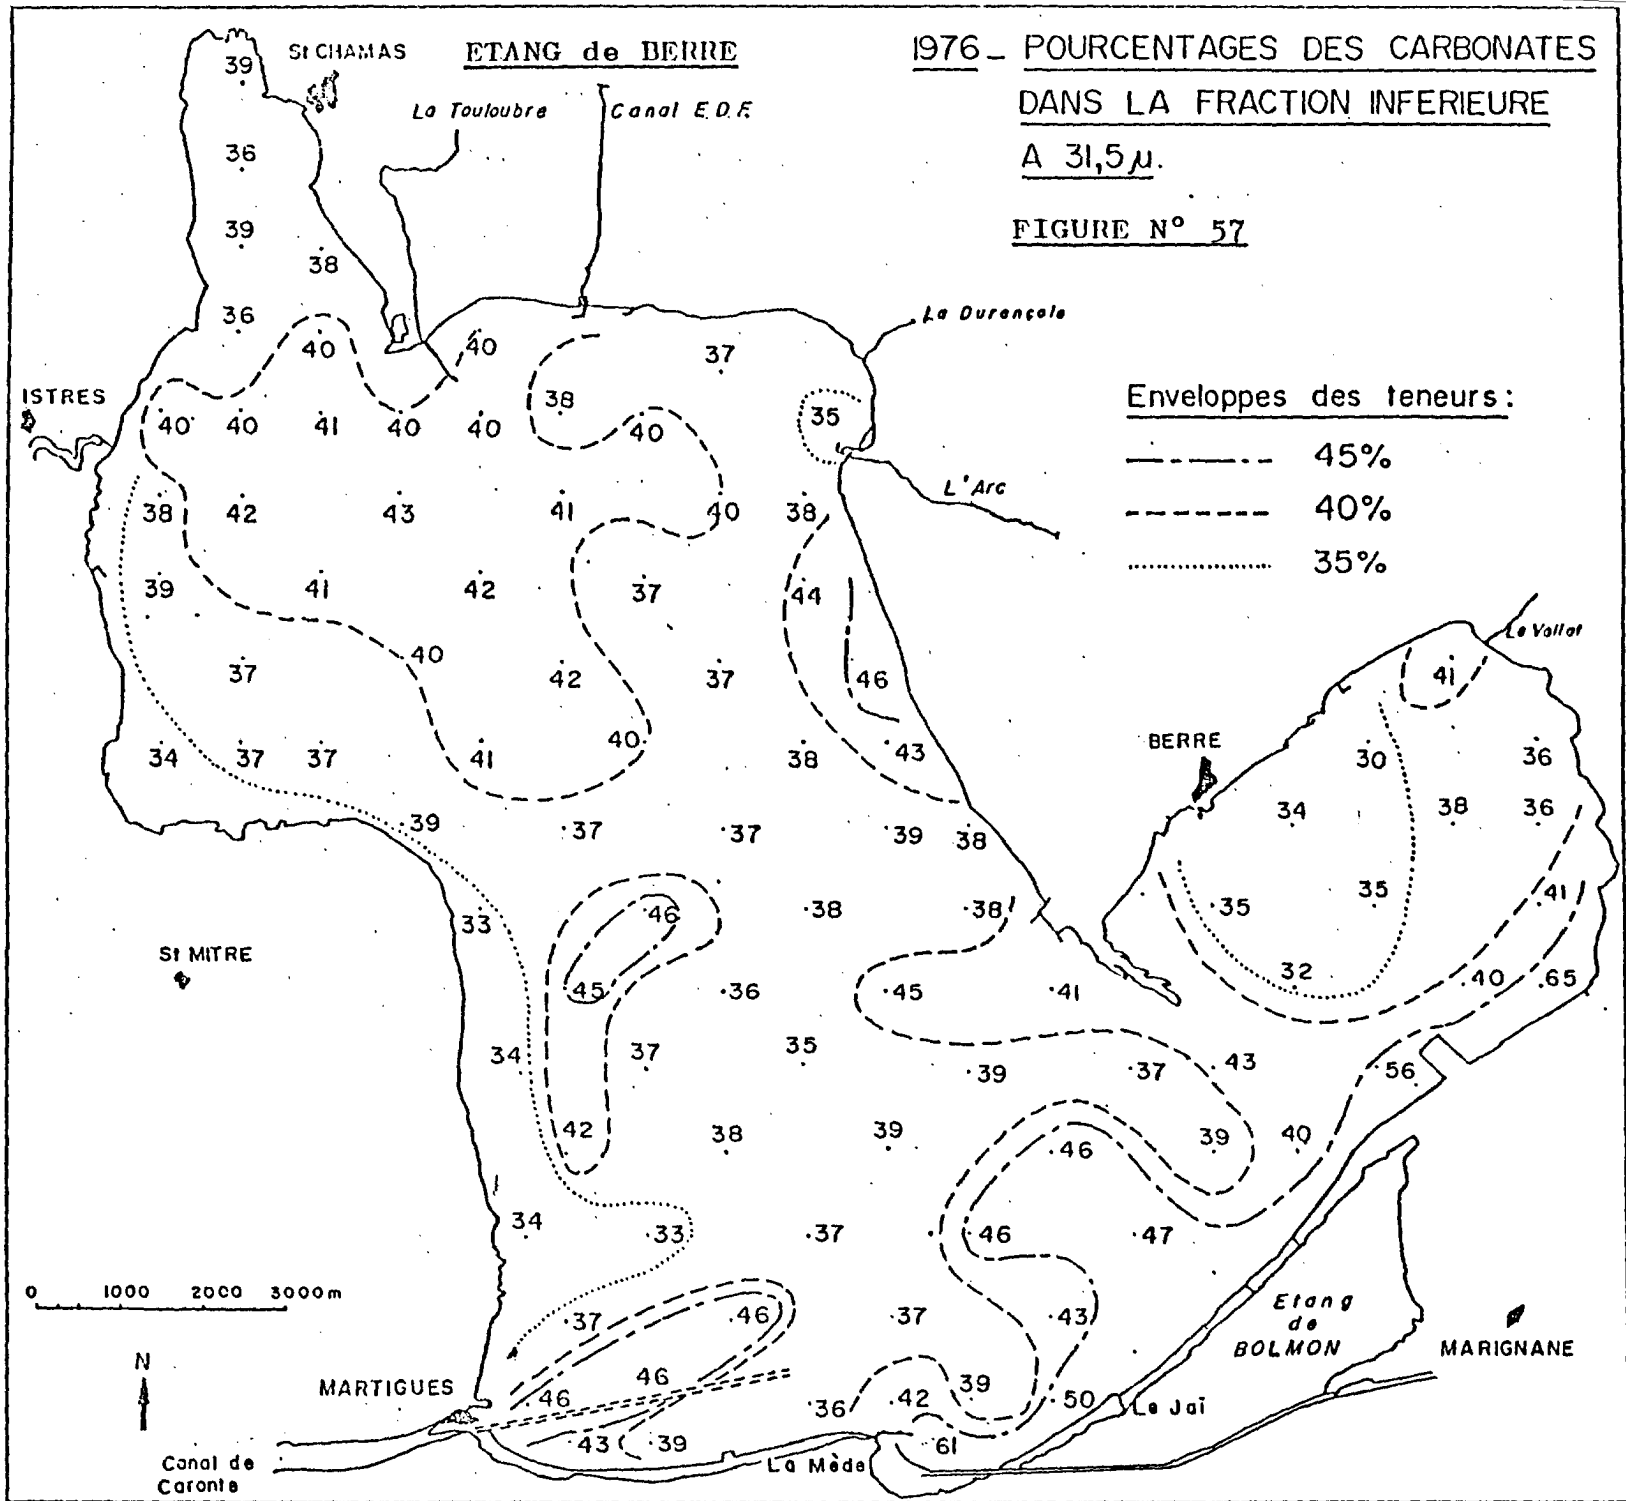 ETANG de BERRE
1976_ POURCENTAGES DES CARBONATES
DANS LA FRACTION INFERIEURE
A 31,5 µ.
FIGURE N° 57
St CHAMAS
La Touloubre
Canal E.D.F.
La Durançole
ISTRES
L'Arc
Enveloppes des teneurs:
45%
40%
35%
Le Vallat
BERRE
St MITRE
MARTIGUES
Canal de
Caronte
La Mède
Le Jaï
Etang
de
BOLMON
MARIGNANE
0 1000 2000 3000m
N
39
36
39
38
36
40 40 37
38 35
40 40 41 40 40 40
38 42 43 41 40 38
39 41 42 37 44
37 40 42 37 46 41
34 37 37 41 40 38 43 30 36
39 37 37 39 38 34 38 36
33 46 38 38 35 35 41
45 36 45 41 32 40 65
34 37 35 39 37 43 56
42 38 39 46 39 40
34 33 37 46 47
37 46 37 43
46 46 36 42 39 50
43 39 61